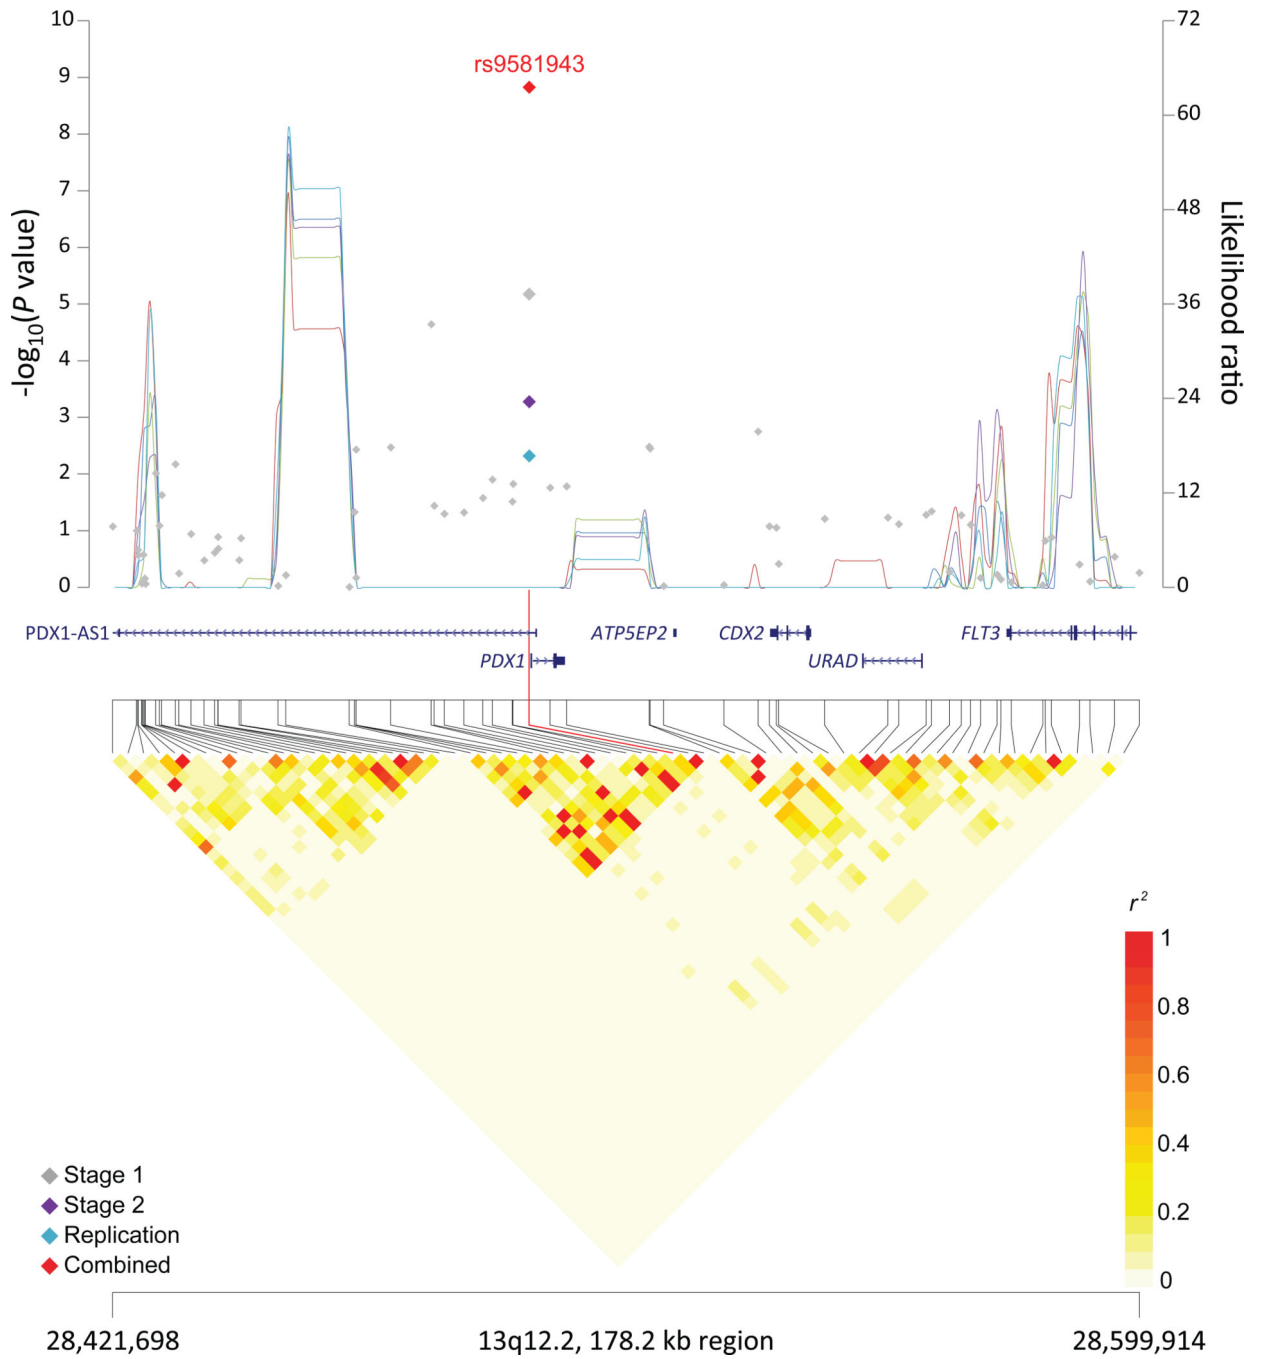 rs9581943
-log10(P value)
10
9
8
7
6
5
4
3
2
1
0
72
60
48
36
24
12
0
Likelihood ratio
PDX1-AS1
ATP5EP2
CDX2
FLT3
PDX1
URAD
r²
1
0.8
0.6
0.4
0.2
0
Stage 1
Stage 2
Replication
Combined
28,421,698
13q12.2, 178.2 kb region
28,599,914